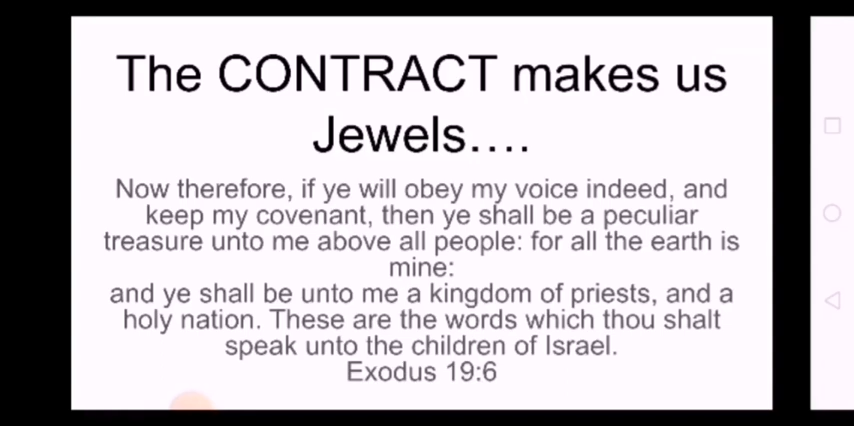 The CONTRACT makes us
Jewels....
Now therefore, if ye will obey my voice indeed, and
keep my covenant, then ye shall be a peculiar
treasure unto me above all people: for all the earth is
mine:
and ye shall be unto me a kingdom of priests, and a
holy nation. These are the words which thou shalt
speak unto the children of Israel.
Exodus 19:6